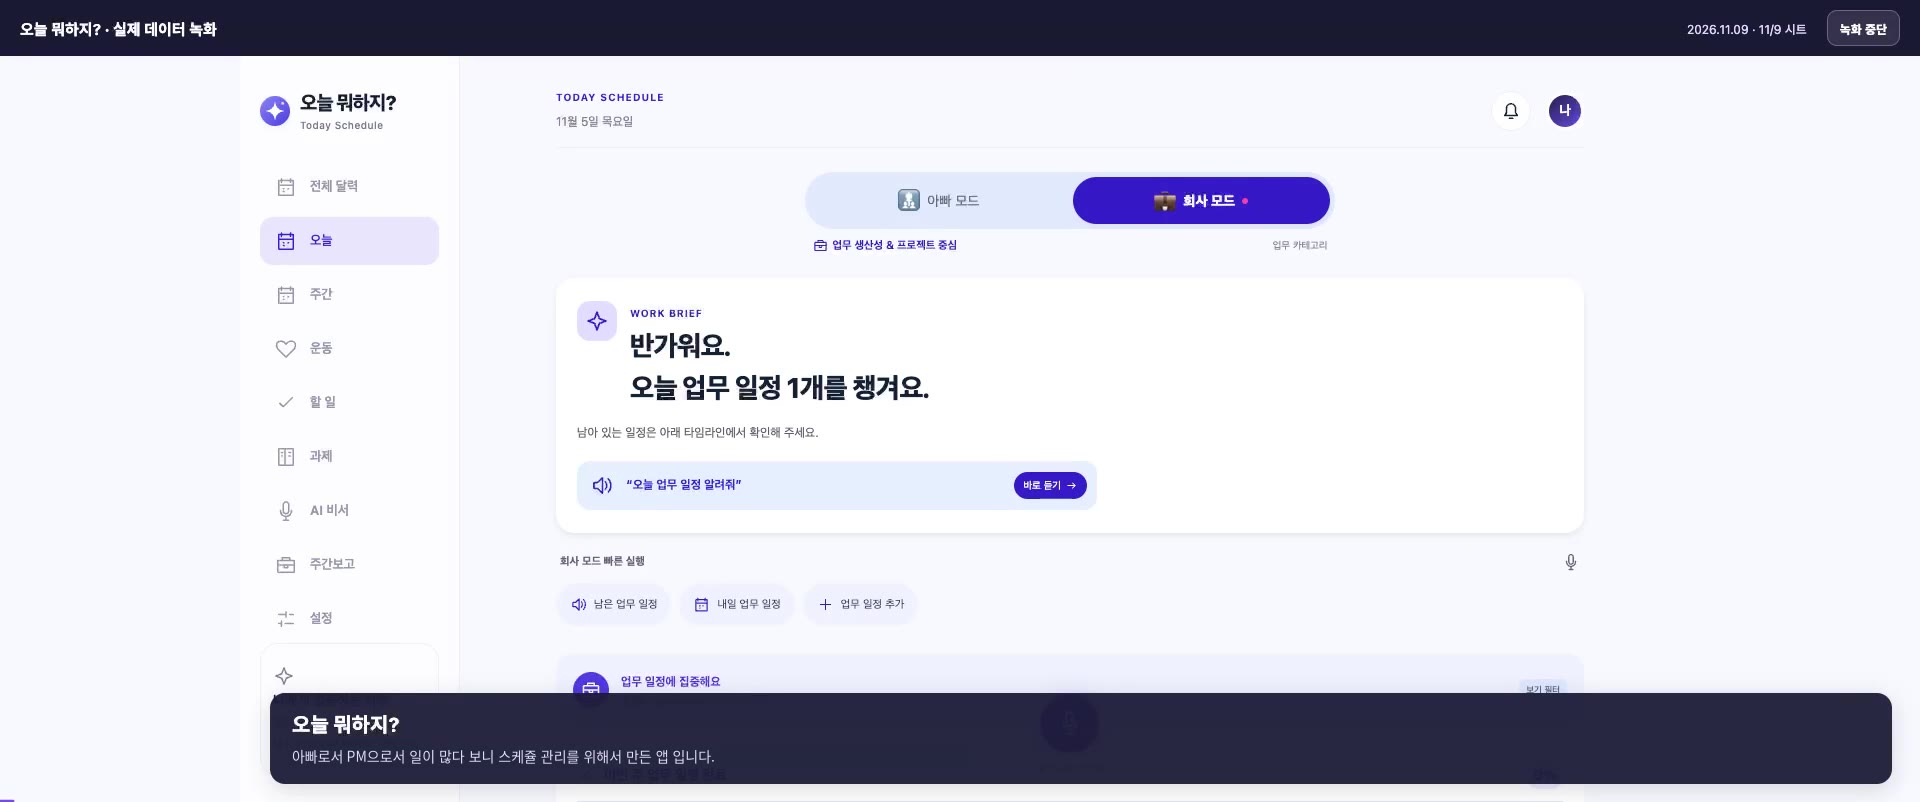 오늘 뭐하지? · 실제 데이터 녹화
2026.11.09 · 11/9 시트
녹화 중단
오늘 뭐하지?
Today Schedule
전체 달력
오늘
주간
운동
할 일
과제
AI 비서
주간보고
설정
TODAY SCHEDULE
11월 5일 목요일
나
아빠 모드
회사 모드
업무 생산성 & 프로젝트 중심
업무 카테고리
WORK BRIEF
반가워요.
오늘 업무 일정 1개를 챙겨요.
남아 있는 일정은 아래 타임라인에서 확인해 주세요.
“오늘 업무 일정 알려줘”
바로 듣기 →
회사 모드 빠른 실행
남은 업무 일정
내일 업무 일정
업무 일정 추가
업무 일정에 집중해요
보기 필터
오늘 뭐하지?
아빠로서 PM으로서 일이 많다 보니 스케쥴 관리를 위해서 만든 앱 입니다.